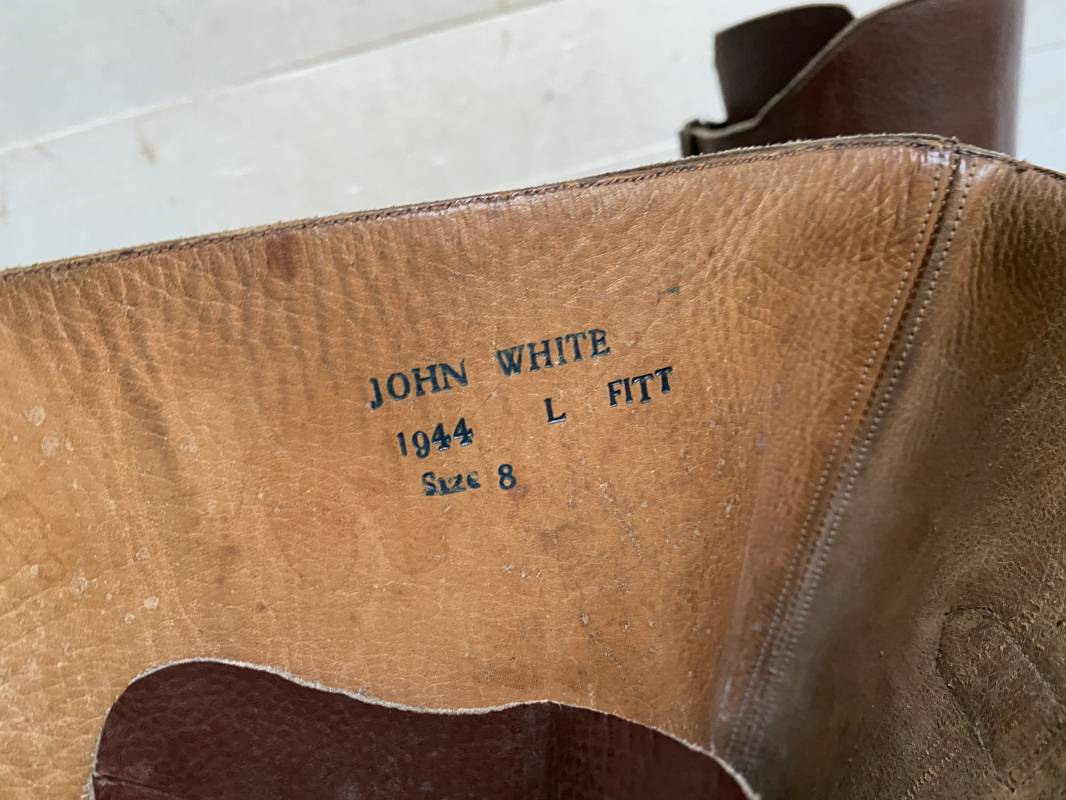 JOHN WHITE
1944 L FITT
Size 8